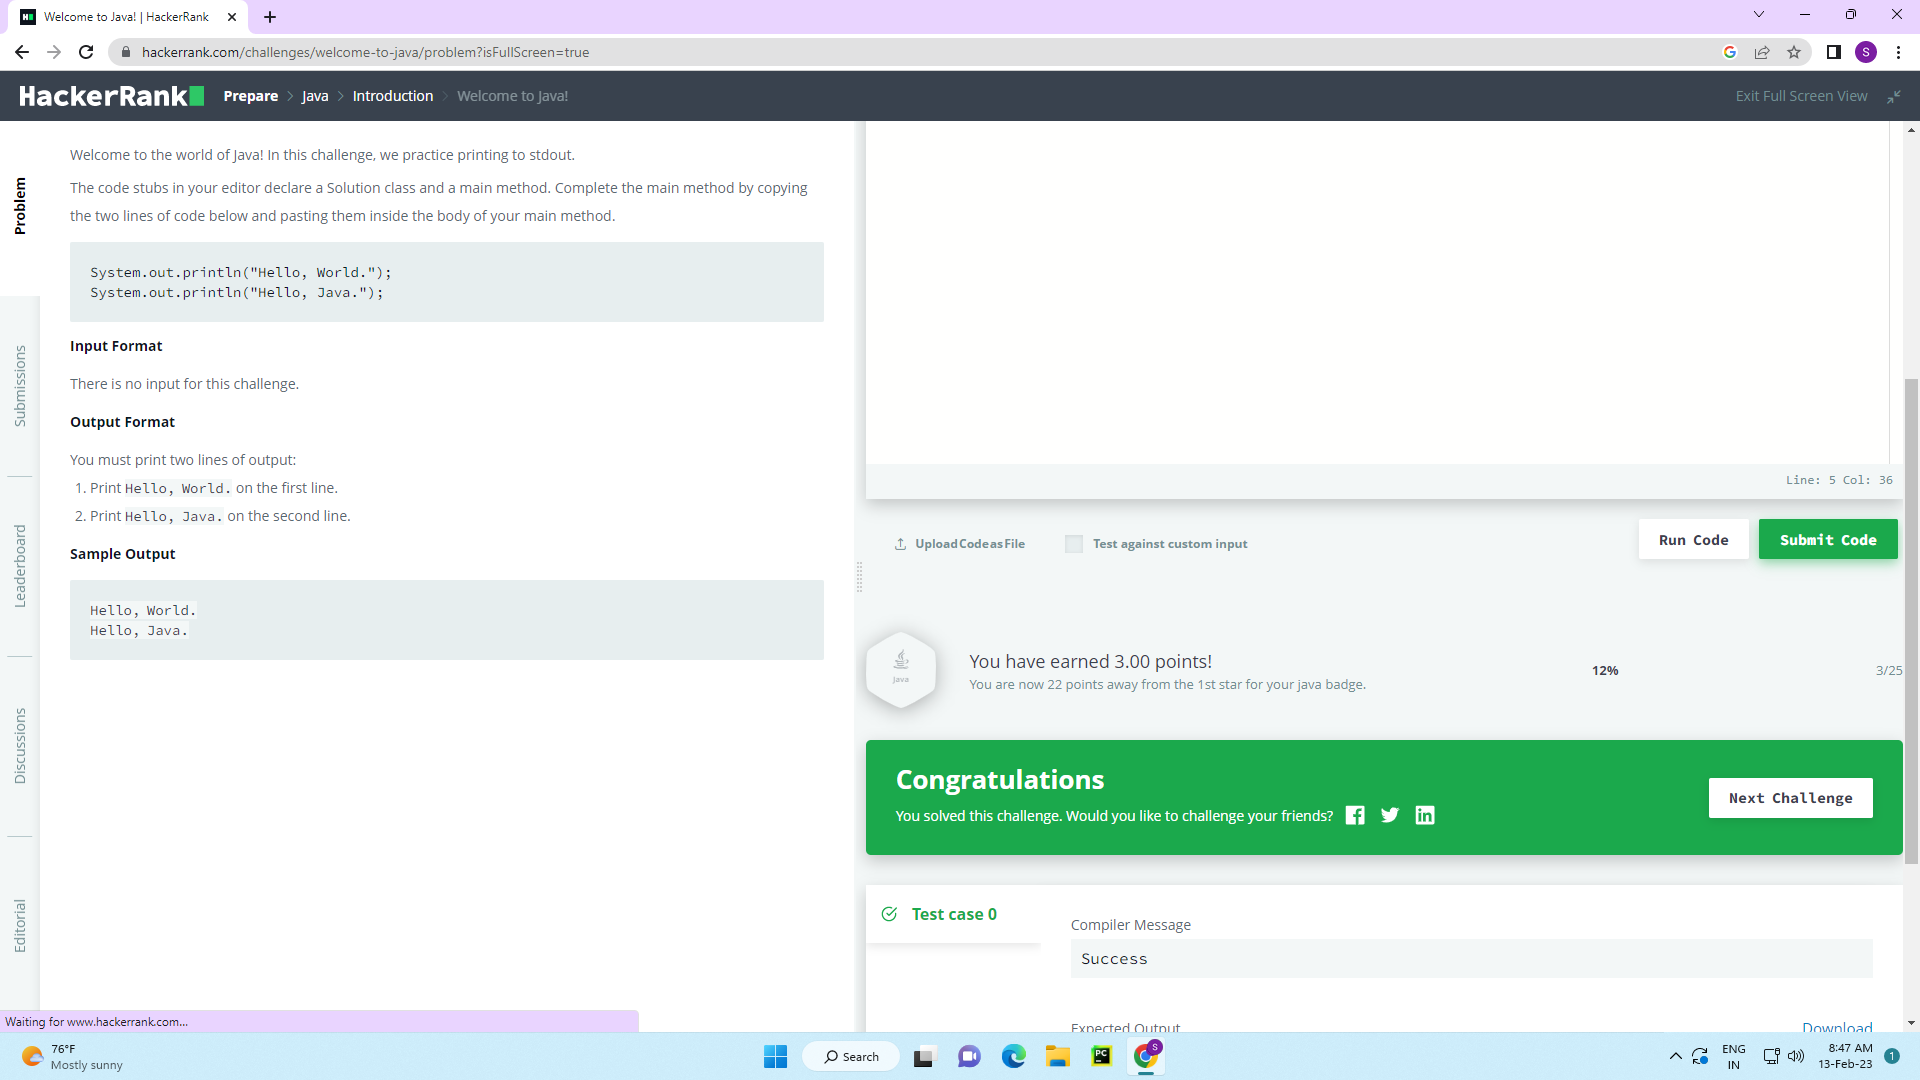 Welcome to Java! | HackerRank
hackerrank.com/challenges/welcome-to-java/problem?isFullScreen=true
S
HackerRank
Prepare > Java > Introduction > Welcome to Java!
Exit Full Screen View
Problem
Submissions
Leaderboard
Discussions
Editorial
Welcome to the world of Java! In this challenge, we practice printing to stdout.
The code stubs in your editor declare a Solution class and a main method. Complete the main method by copying
the two lines of code below and pasting them inside the body of your main method.
System.out.println("Hello, World.");
System.out.println("Hello, Java.");
Input Format
There is no input for this challenge.
Output Format
You must print two lines of output:
1. Print Hello, World. on the first line.
2. Print Hello, Java. on the second line.
Sample Output
Hello, World.
Hello, Java.
Line: 5 Col: 36
Upload Code as File
Test against custom input
Run Code
Submit Code
Java
You have earned 3.00 points!
You are now 22 points away from the 1st star for your java badge.
12%
3/25
Congratulations
You solved this challenge. Would you like to challenge your friends?
Next Challenge
Test case 0
Compiler Message
Success
Expected Output
Download
Waiting for www.hackerrank.com...
76°F
Mostly sunny
Search
PC
S
ENG
IN
8:47 AM
13-Feb-23
1